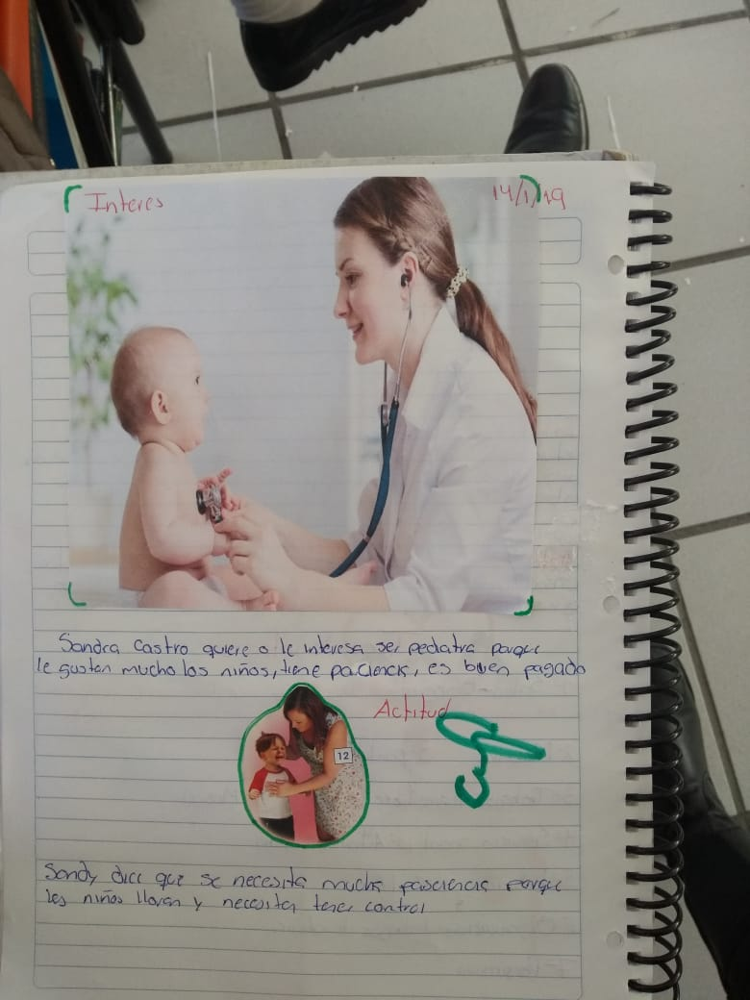 Interes
14/1/19
Sandra Castro quiere o le interesa ser pediatra porque
le gustan mucho los niños, tiene paciencia, es buen pagado
Actitud
12
Sandy dice que se necesita mucha pasciencia porque
los niños lloran y necesita tener control